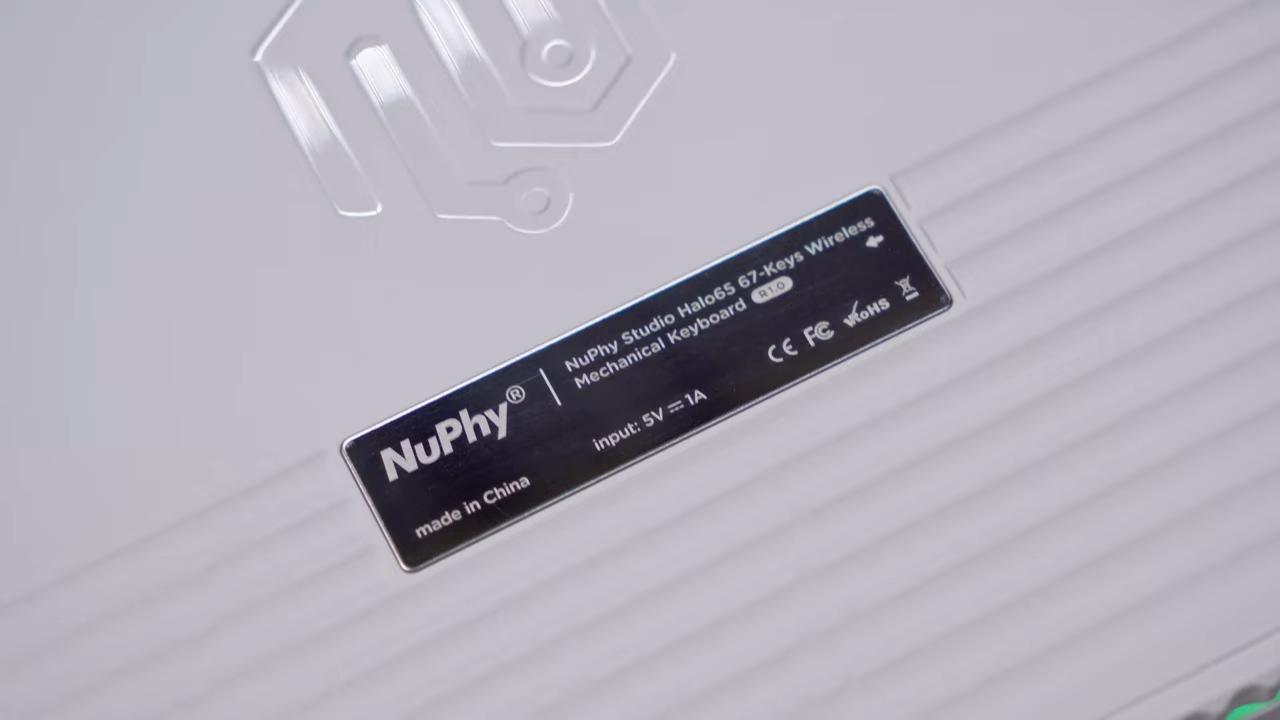 NuPhy®
NuPhy Studio Halo65 67-Keys Wireless
Mechanical Keyboard R1.0
made in China
input: 5V ⎓ 1A
CE FC RoHS